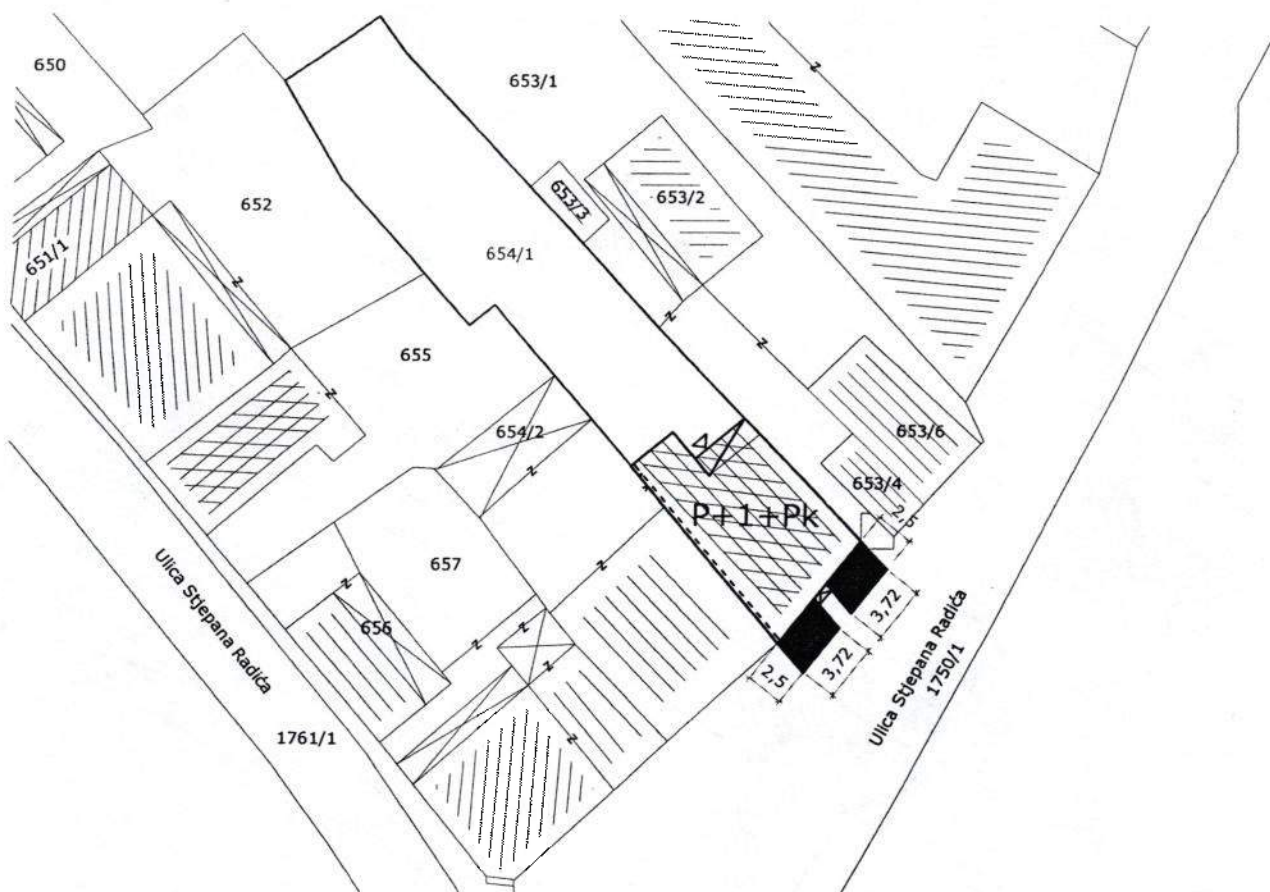 650
653/1
z
653/2
653/3
652
651/1
z
654/1
z
z
655
z
654/2
653/6
z
653/4
P+1+Pk
2,5
Ulica Stjepana Radića
657
z
z
656
3,72
3,72
2,5
Ulica Stjepana Radića
1750/1
z
z
z
z
1761/1